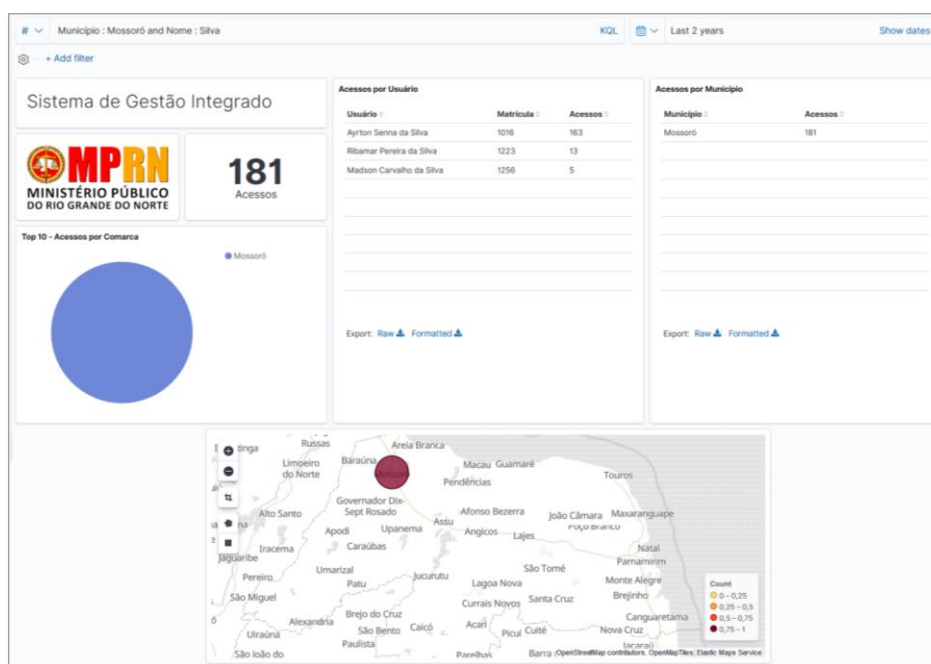 # Município : Mossoró and Nome : Silva KQL Last 2 years Show dates
+ Add filter
Sistema de Gestão Integrado
MPRN
MINISTÉRIO PÚBLICO
DO RIO GRANDE DO NORTE
181
Acessos
Top 10 - Acessos por Comarca
Mossoró
Acessos por Usuário
Usuário Matrícula Acessos
Ayrton Senna da Silva 1016 163
Ribamar Pereira da Silva 1223 13
Madson Carvalho da Silva 1256 5
Export: Raw Formatted
Acessos por Município
Município Acessos
Mossoró 181
Export: Raw Formatted
Russas
Areia Branca
Limoeiro
do Norte
Baraúna
Mossoró
Macau
Guamaré
Pendências
Touros
Governador Dix-
Sept Rosado
Alto Santo
Assu
Afonso Bezerra
João Câmara
Maxaranguape
Poço Branco
Apodi
Upanema
Angicos
Lajes
Iracema
Caraúbas
Natal
Jaguaribe
Parnamirim
Pereiro
Umarizal
Patu
Jucurutu
São Tomé
Lagoa Nova
Monte Alegre
São Miguel
Currais Novos
Santa Cruz
Brejinho
Brejo do Cruz
Canguaretama
Alexandria
São Bento
Caicó
Acari
Picuí
Cuité
Nova Cruz
Uiraúna
Paulista
Jacaraú
São João do
Parelhas
Barra
Count
0 – 0,25
0,25 – 0,5
0,5 – 0,75
0,75 – 1
OpenStreetMap contributors, OpenMapTiles, Elastic Maps Service